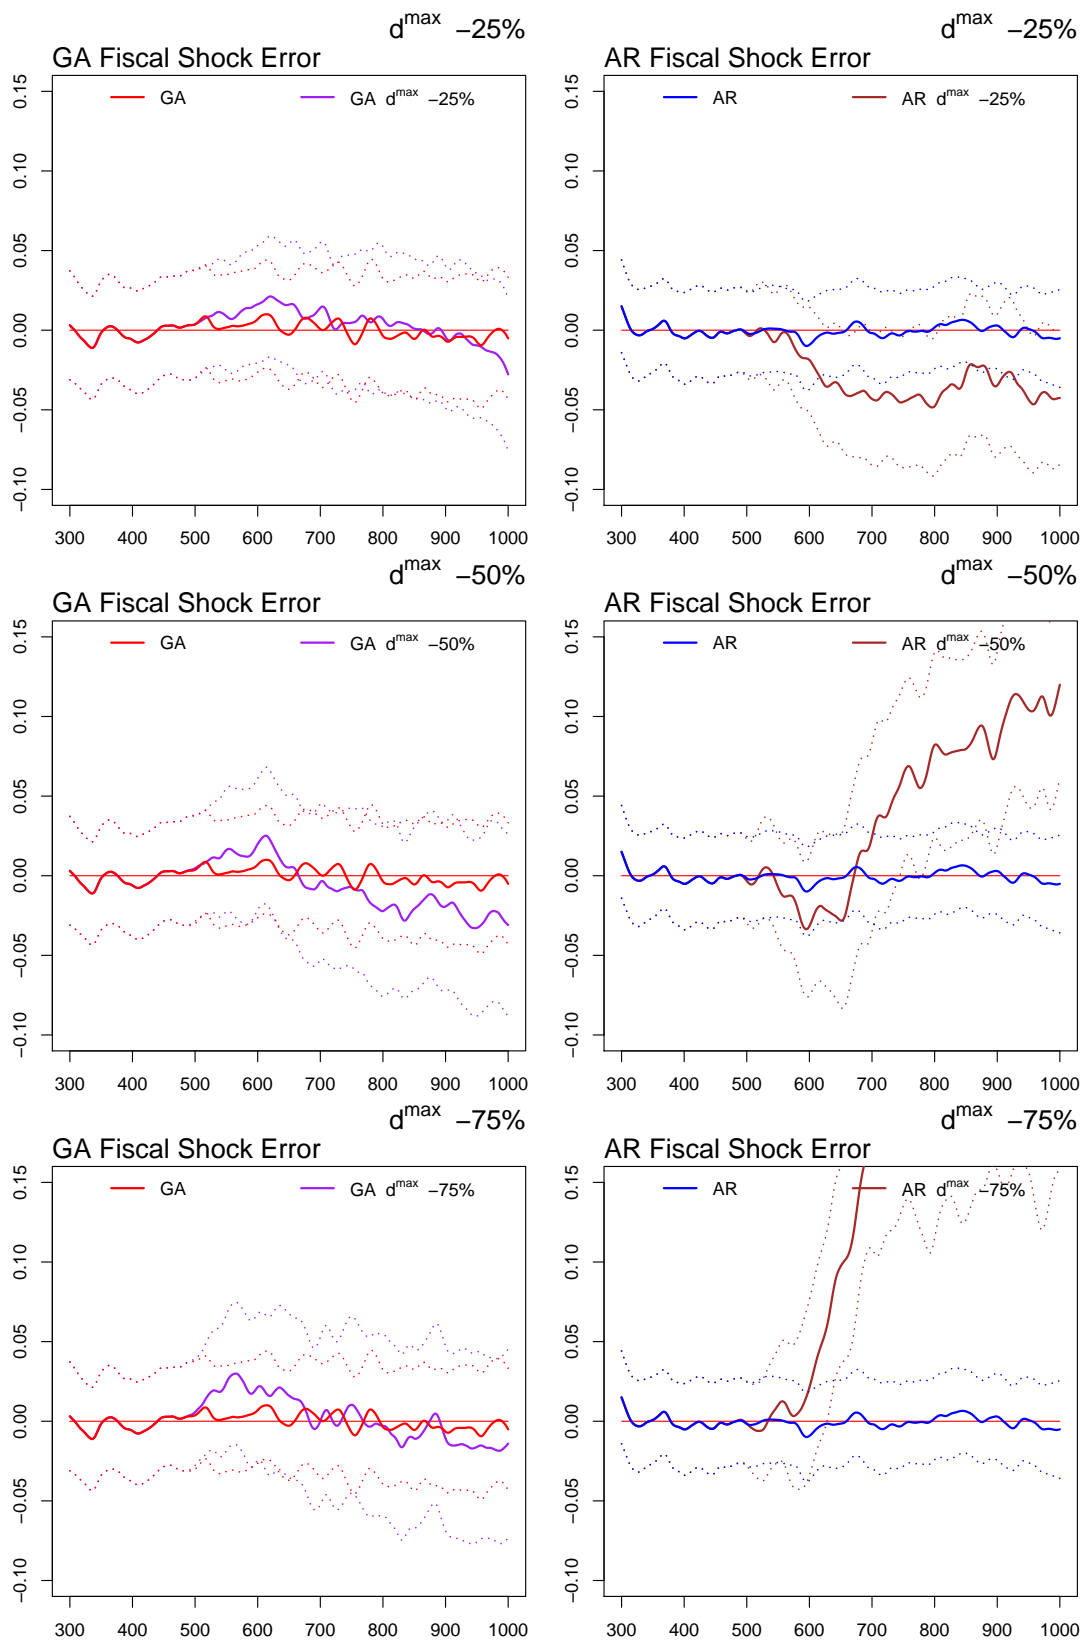 d^max −25%
GA Fiscal Shock Error
GA
GA d^max −25%
0.15
0.10
0.05
0.00
−0.05
−0.10
300 400 500 600 700 800 900 1000
d^max −25%
AR Fiscal Shock Error
AR
AR d^max −25%
0.15
0.10
0.05
0.00
−0.05
−0.10
300 400 500 600 700 800 900 1000
d^max −50%
GA Fiscal Shock Error
GA
GA d^max −50%
0.15
0.10
0.05
0.00
−0.05
−0.10
300 400 500 600 700 800 900 1000
d^max −50%
AR Fiscal Shock Error
AR
AR d^max −50%
0.15
0.10
0.05
0.00
−0.05
−0.10
300 400 500 600 700 800 900 1000
d^max −75%
GA Fiscal Shock Error
GA
GA d^max −75%
0.15
0.10
0.05
0.00
−0.05
−0.10
300 400 500 600 700 800 900 1000
d^max −75%
AR Fiscal Shock Error
AR
AR d^max −75%
0.15
0.10
0.05
0.00
−0.05
−0.10
300 400 500 600 700 800 900 1000